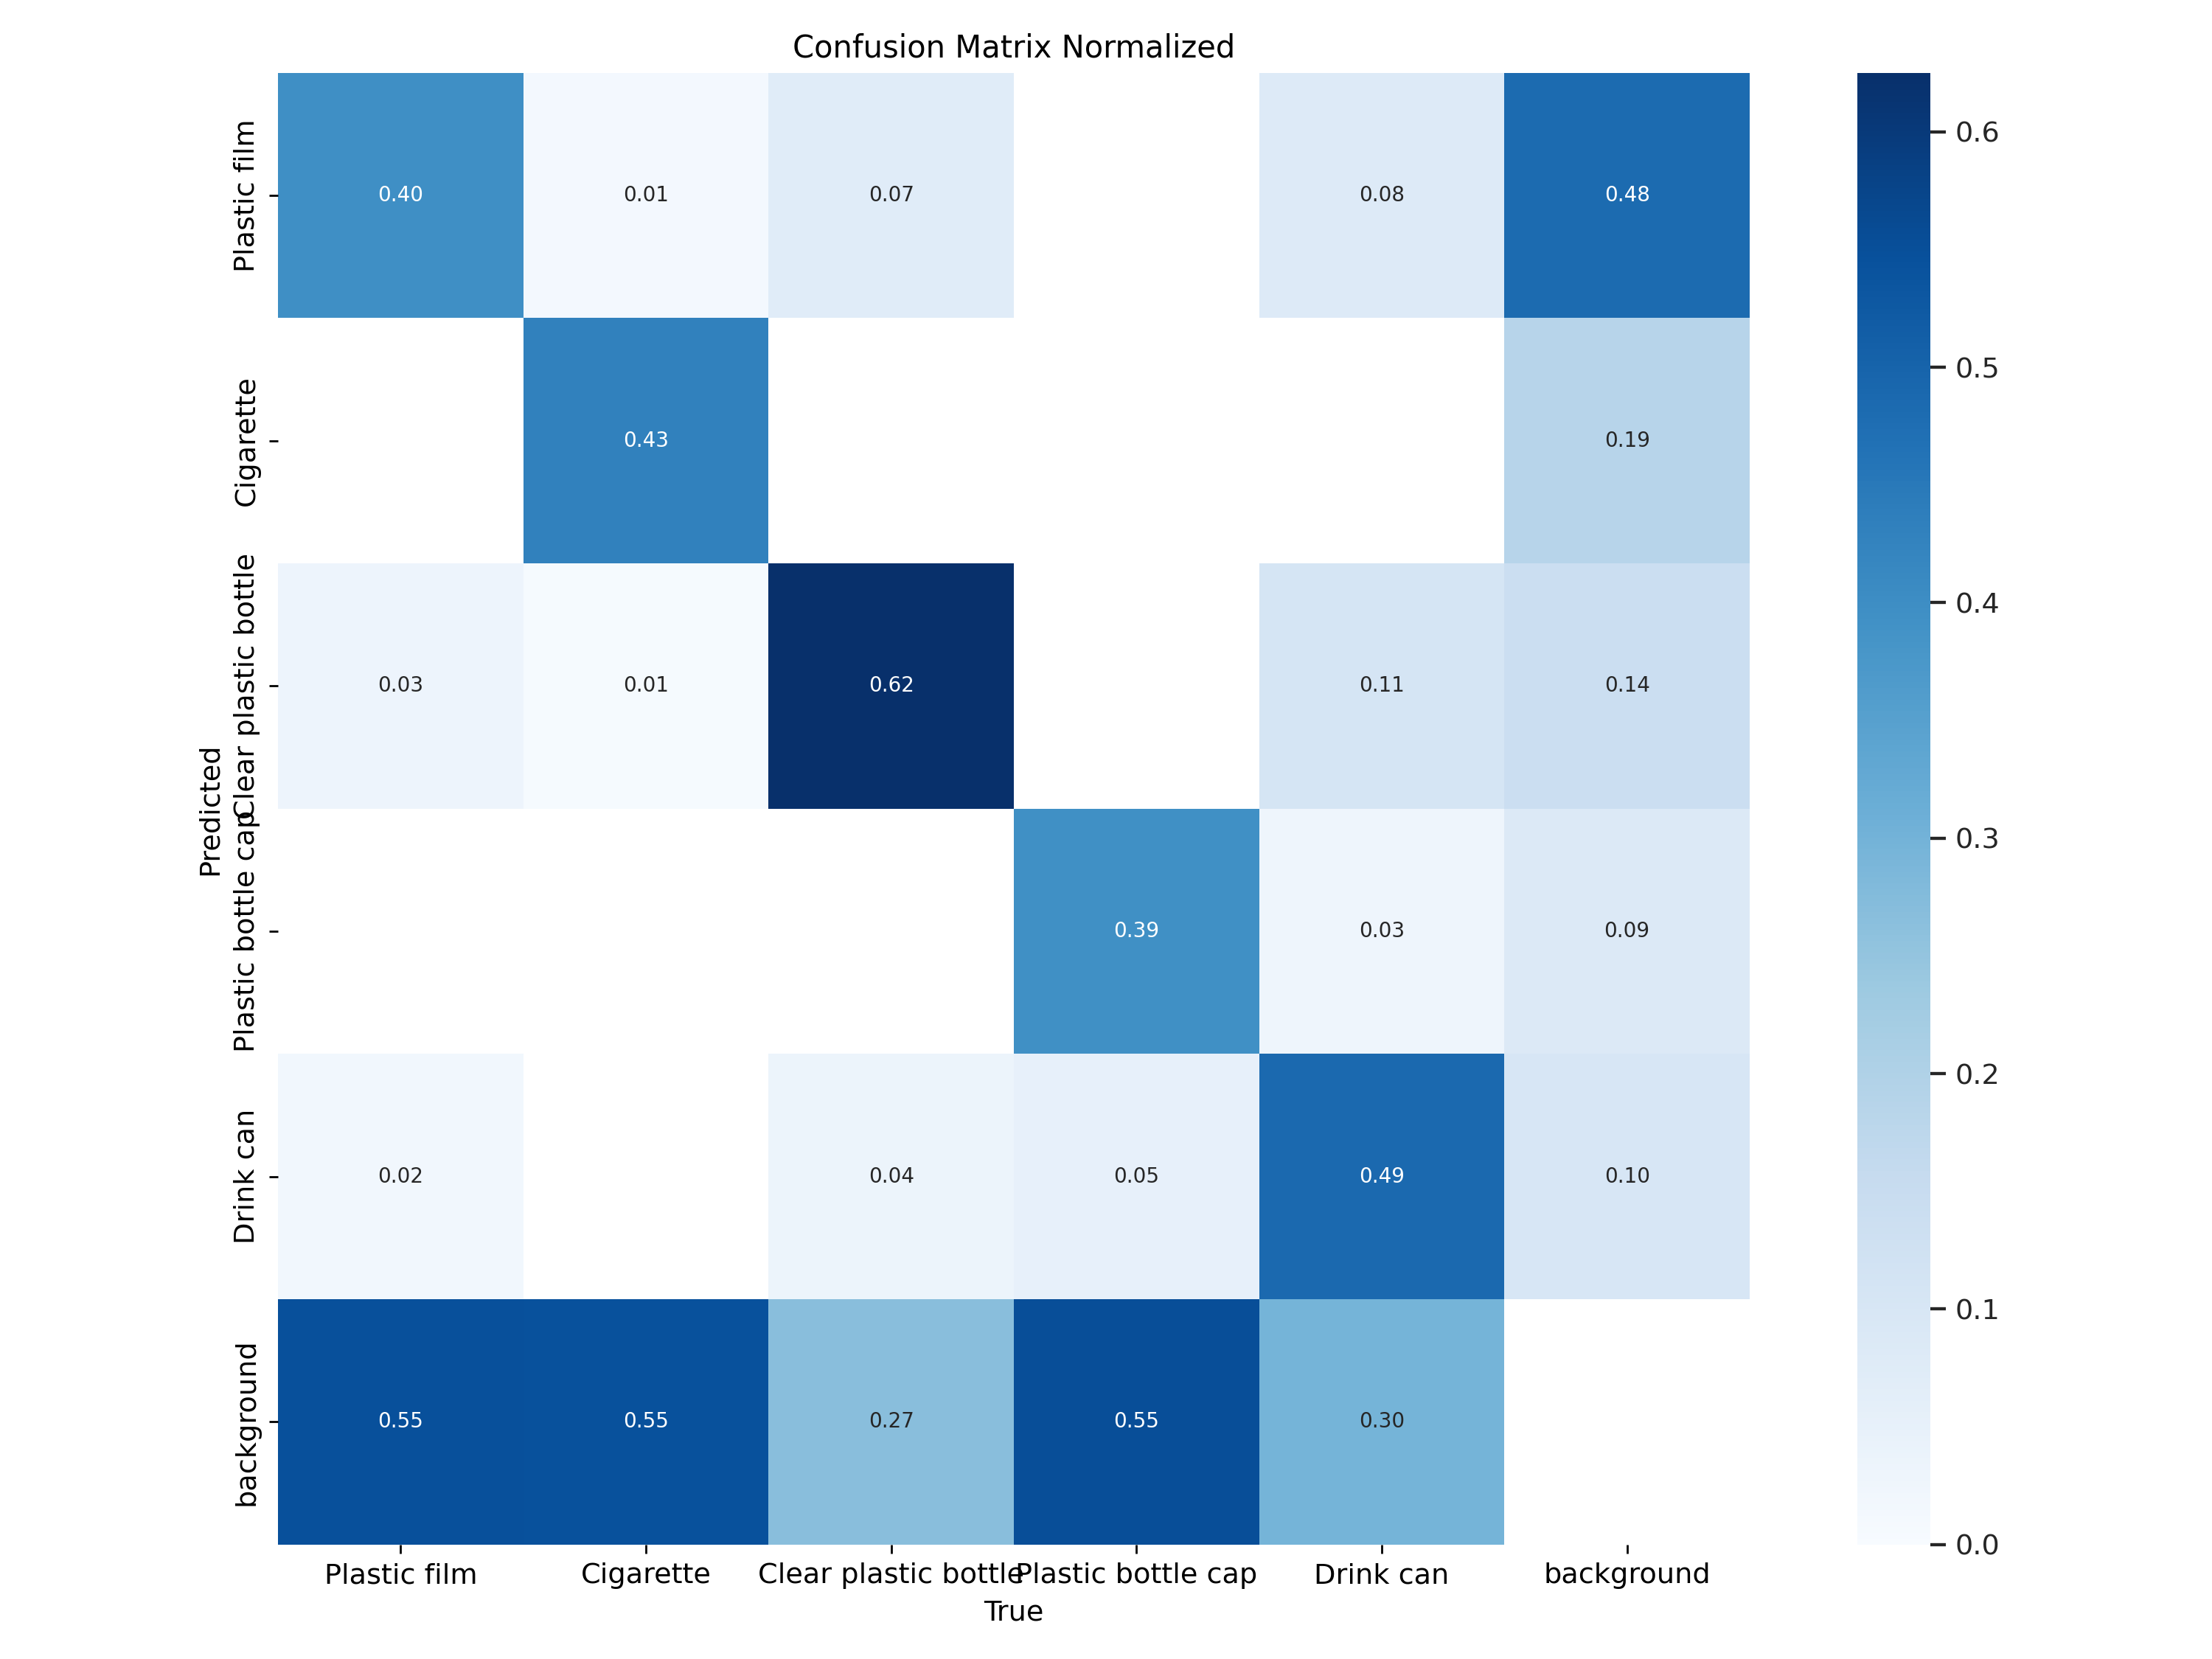 Confusion Matrix Normalized
Plastic film
0.40
0.01
0.07
0.08
0.48
Cigarette
0.43
0.19
Clear plastic bottle
0.03
0.01
0.62
0.11
0.14
Predicted
Plastic bottle cap
0.39
0.03
0.09
Drink can
0.02
0.04
0.05
0.49
0.10
background
0.55
0.55
0.27
0.55
0.30
Plastic film
Cigarette
Clear plastic bottle
Plastic bottle cap
Drink can
background
True
0.6
0.5
0.4
0.3
0.2
0.1
0.0